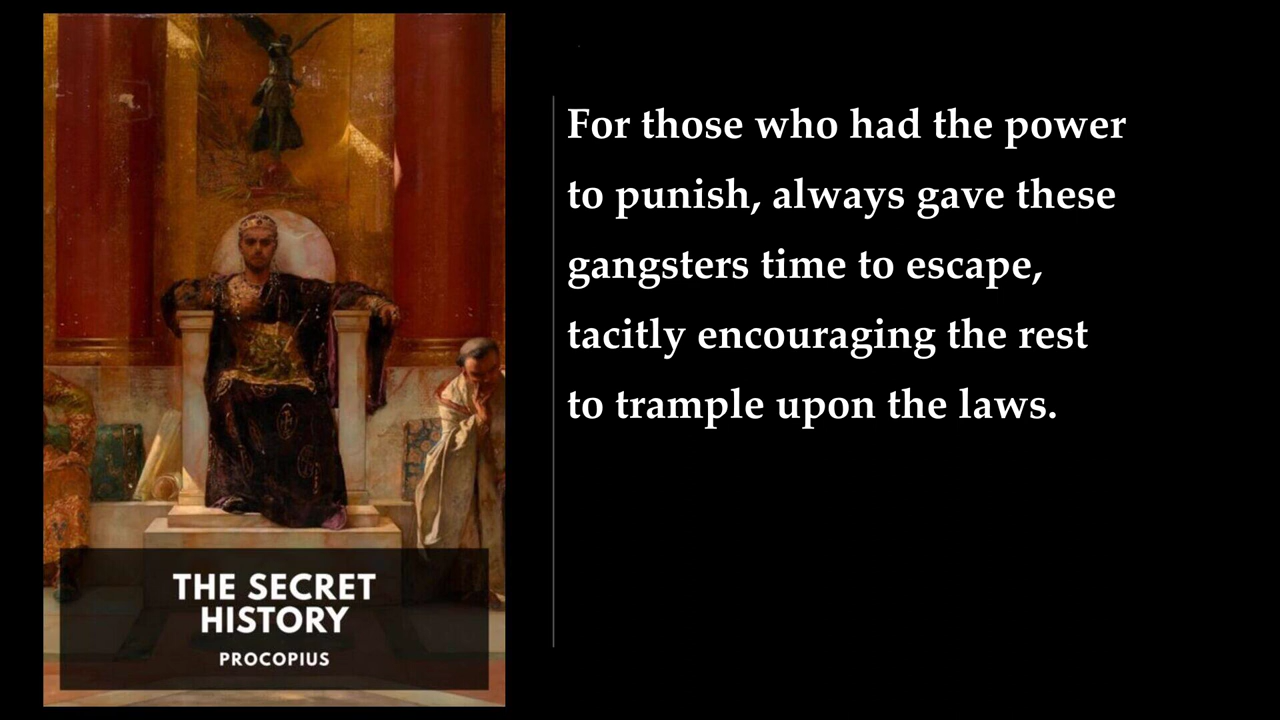 THE SECRET
HISTORY
PROCOPIUS
For those who had the power
to punish, always gave these
gangsters time to escape,
tacitly encouraging the rest
to trample upon the laws.